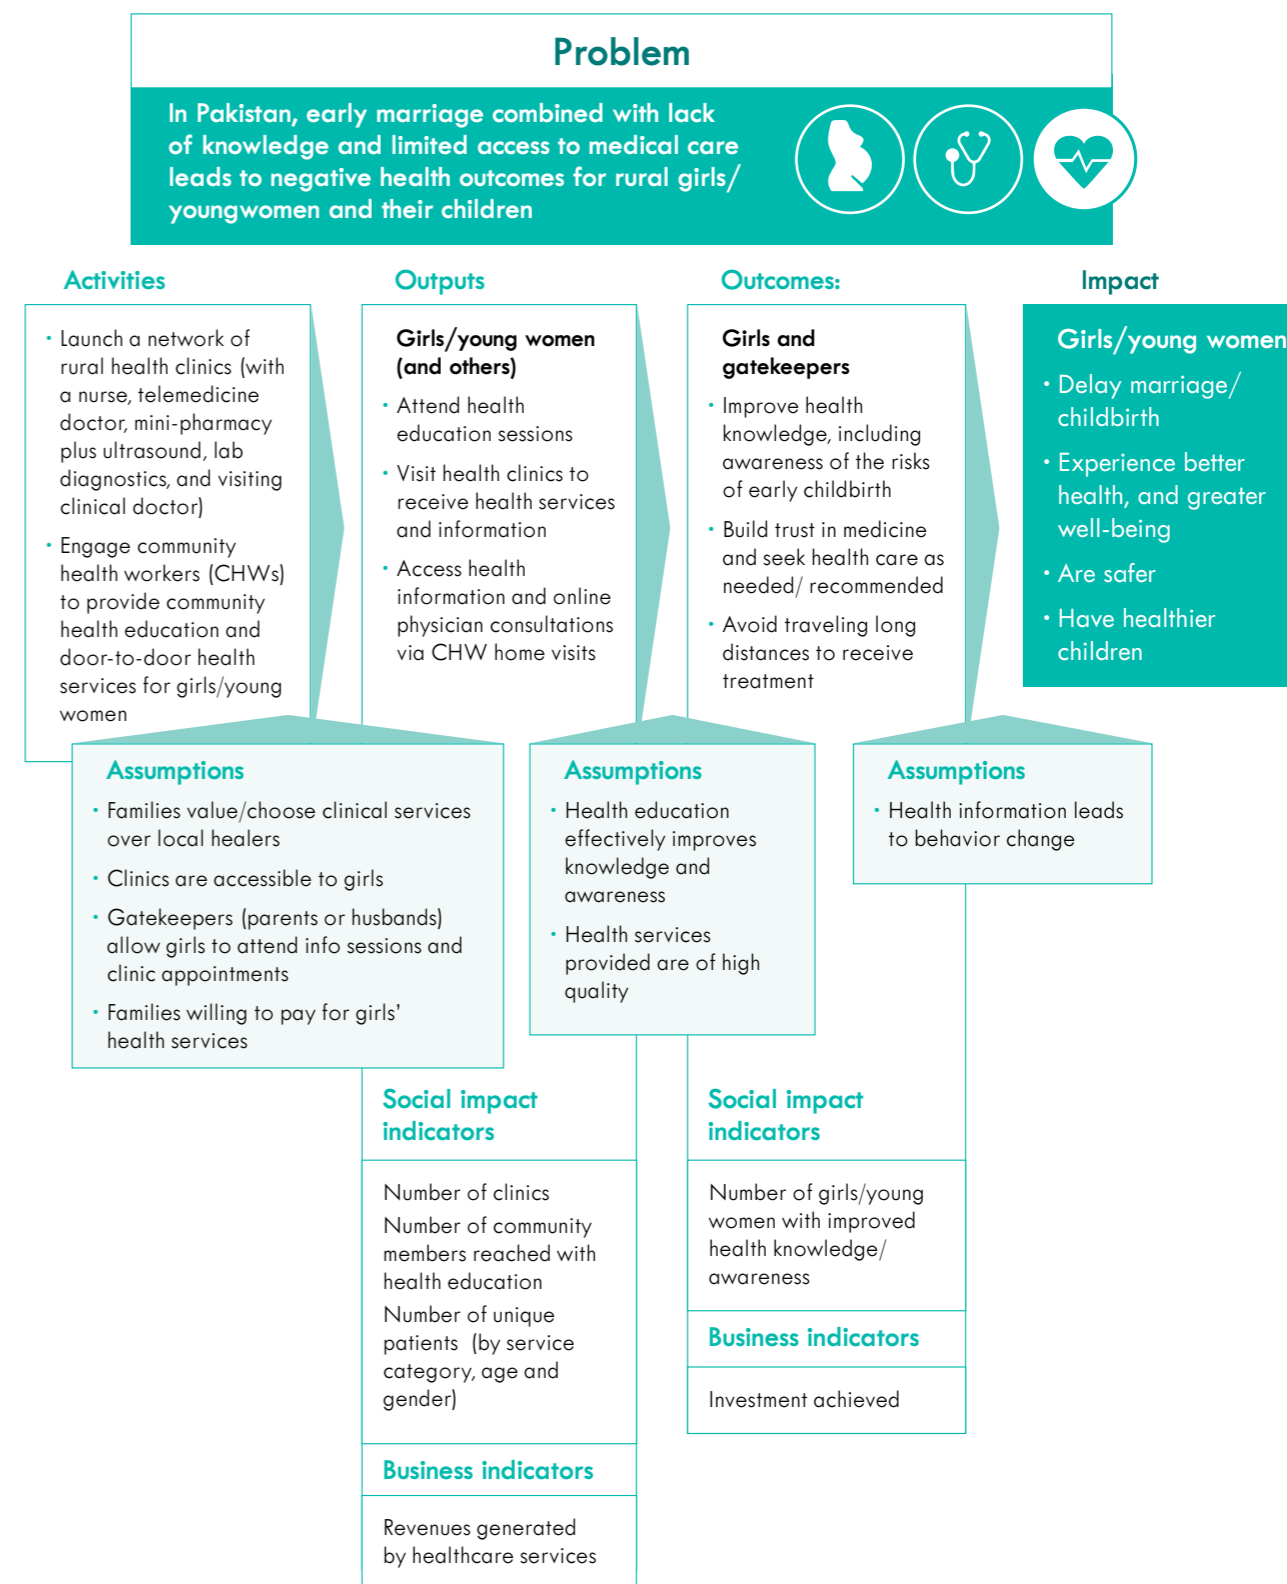 Problem
In Pakistan, early marriage combined with lack
of knowledge and limited access to medical care
leads to negative health outcomes for rural girls/
youngwomen and their children
Activities
• Launch a network of
rural health clinics (with
a nurse, telemedicine
doctor, mini-pharmacy
plus ultrasound, lab
diagnostics, and visiting
clinical doctor)
• Engage community
health workers (CHWs)
to provide community
health education and
door-to-door health
services for girls/young
women
Outputs
Girls/young women
(and others)
• Attend health
education sessions
• Visit health clinics to
receive health services
and information
• Access health
information and online
physician consultations
via CHW home visits
Outcomes:
Girls and
gatekeepers
• Improve health
knowledge, including
awareness of the risks
of early childbirth
• Build trust in medicine
and seek health care as
needed/ recommended
• Avoid traveling long
distances to receive
treatment
Impact
Girls/young women
• Delay marriage/
childbirth
• Experience better
health, and greater
well-being
• Are safer
• Have healthier
children
Assumptions
• Families value/choose clinical services
over local healers
• Clinics are accessible to girls
• Gatekeepers (parents or husbands)
allow girls to attend info sessions and
clinic appointments
• Families willing to pay for girls’
health services
Assumptions
• Health education
effectively improves
knowledge and
awareness
• Health services
provided are of high
quality
Assumptions
• Health information leads
to behavior change
Social impact
indicators
Number of clinics
Number of community
members reached with
health education
Number of unique
patients (by service
category, age and
gender)
Business indicators
Revenues generated
by healthcare services
Social impact
indicators
Number of girls/young
women with improved
health knowledge/
awareness
Business indicators
Investment achieved